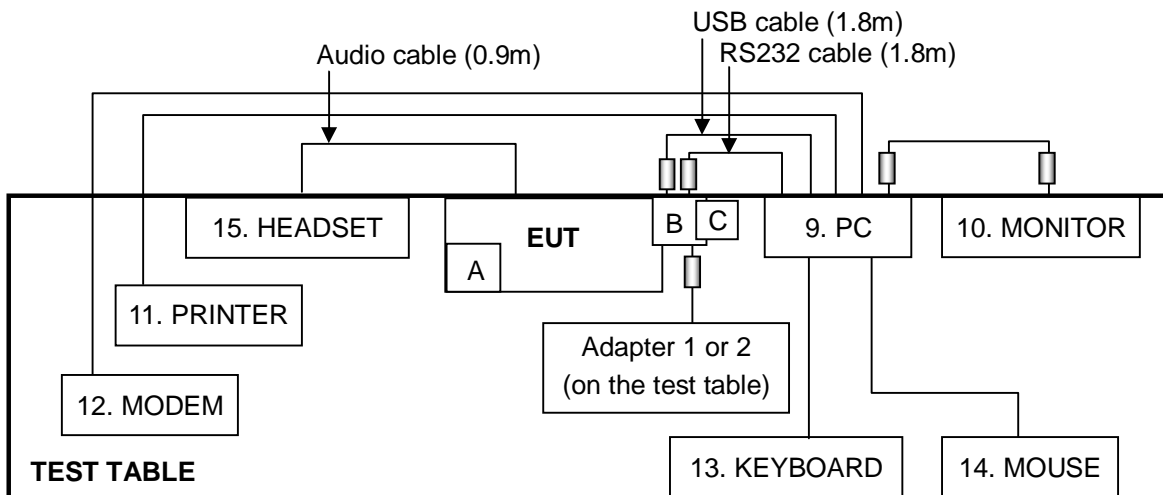 USB cable (1.8m)
Audio cable (0.9m)
RS232 cable (1.8m)
15. HEADSET
EUT
A
B
C
9. PC
10. MONITOR
11. PRINTER
Adapter 1 or 2
(on the test table)
12. MODEM
13. KEYBOARD
14. MOUSE
TEST TABLE